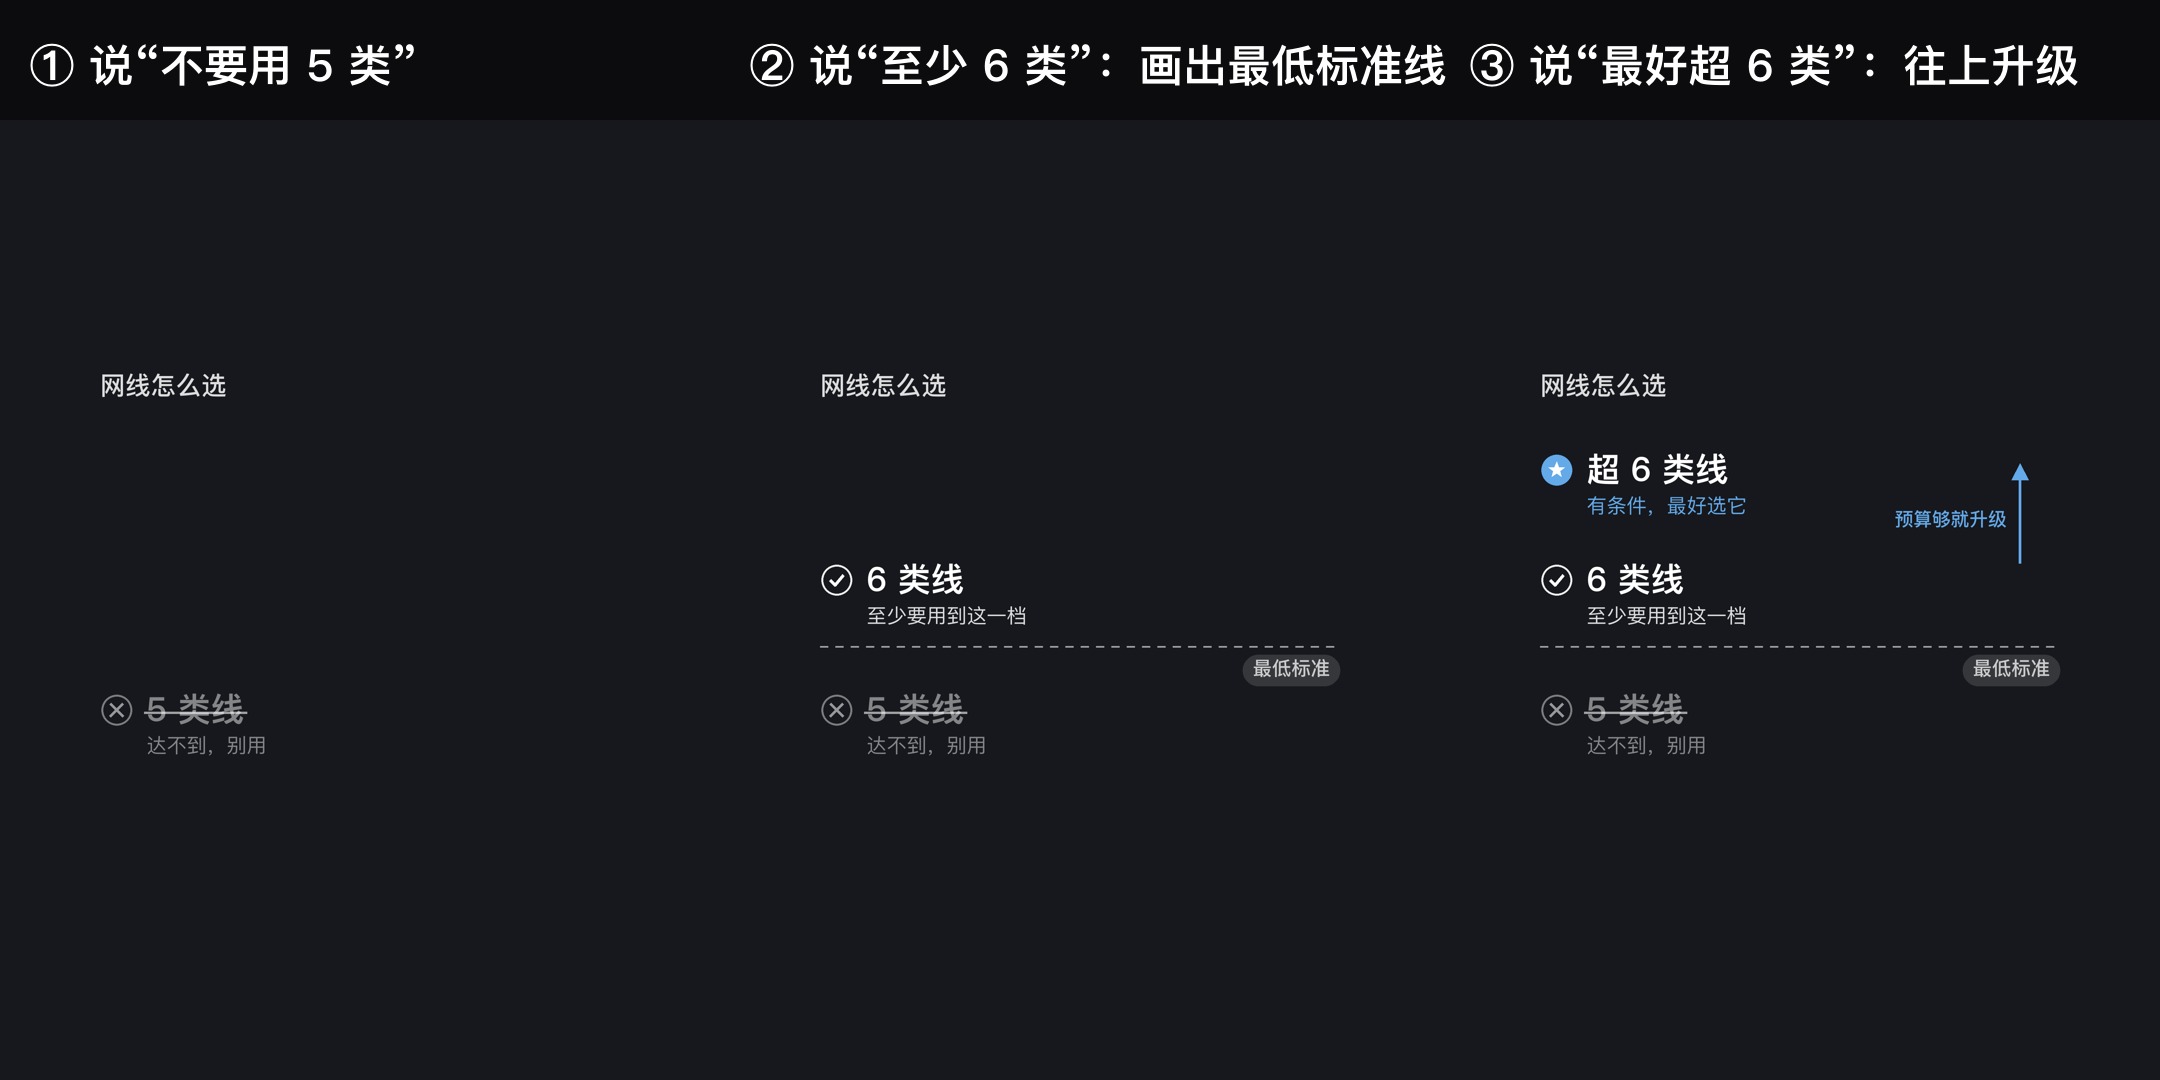 ① 说“不要用 5 类”
② 说“至少 6 类”：画出最低标准线
③ 说“最好超 6 类”：往上升级
网线怎么选
5 类线
达不到，别用
网线怎么选
6 类线
至少要用到这一档
最低标准
5 类线
达不到，别用
网线怎么选
超 6 类线
有条件，最好选它
预算够就升级
6 类线
至少要用到这一档
最低标准
5 类线
达不到，别用